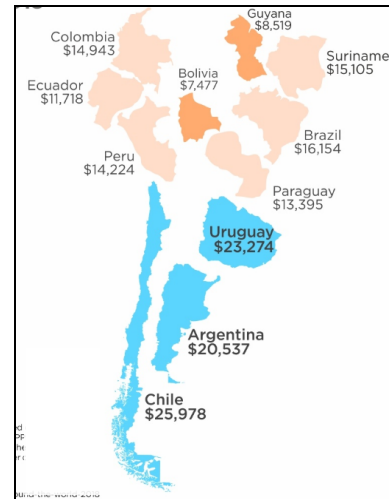 Guyana
$8,519
Colombia
$14,943
Suriname
$15,105
Bolivia
$7,477
Ecuador
$11,718
Brazil
$16,154
Peru
$14,224
Paraguay
$13,395
Uruguay
$23,274
Argentina
$20,537
Chile
$25,978